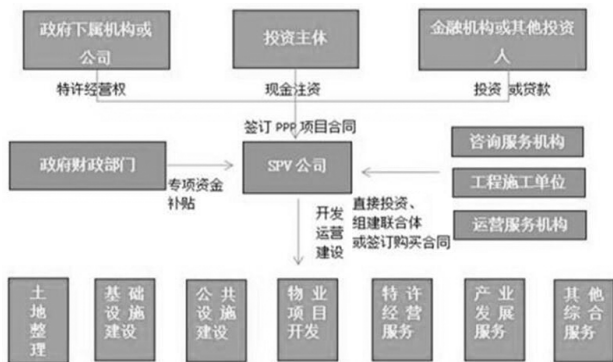 政府下属机构或
公司
投资主体
金融机构或其他投资
人
特许经营权
现金注资
投资 或贷款
签订 PPP 项目合同
政府财政部门
专项资金
补贴
SPV 公司
咨询服务机构
工程施工单位
运营服务机构
直接投资、
组建联合体
或签订购买合同
开发
运营
建设
土地整理
基础
设施
建设
公共
设施
建设
物业
项目
开发
特许
经营
服务
产业
发展
服务
其他
综合
服务